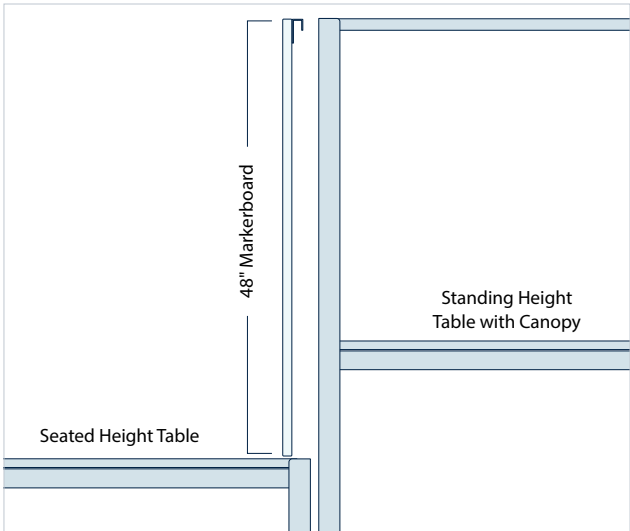 48" Markerboard
Standing Height
Table with Canopy
Seated Height Table